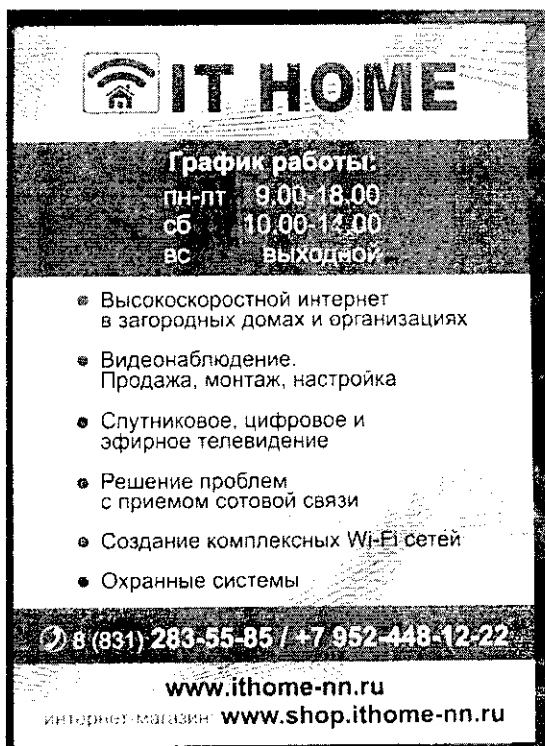 IT HOME
График работы:
пн-пт 9.00-18.00
сб 10.00-14.00
вс выходной
Высокоскоростной интернет
в загородных домах и организациях
Видеонаблюдение.
Продажа, монтаж, настройка
Спутниковое, цифровое и
эфирное телевидение
Решение проблем
с приемом сотовой связи
Создание комплексных Wi-Fi сетей
Охранные системы
8 (831) 283-55-85 / +7 952-448-12-22
www.ithome-nn.ru
интернет-магазин: www.shop.ithome-nn.ru